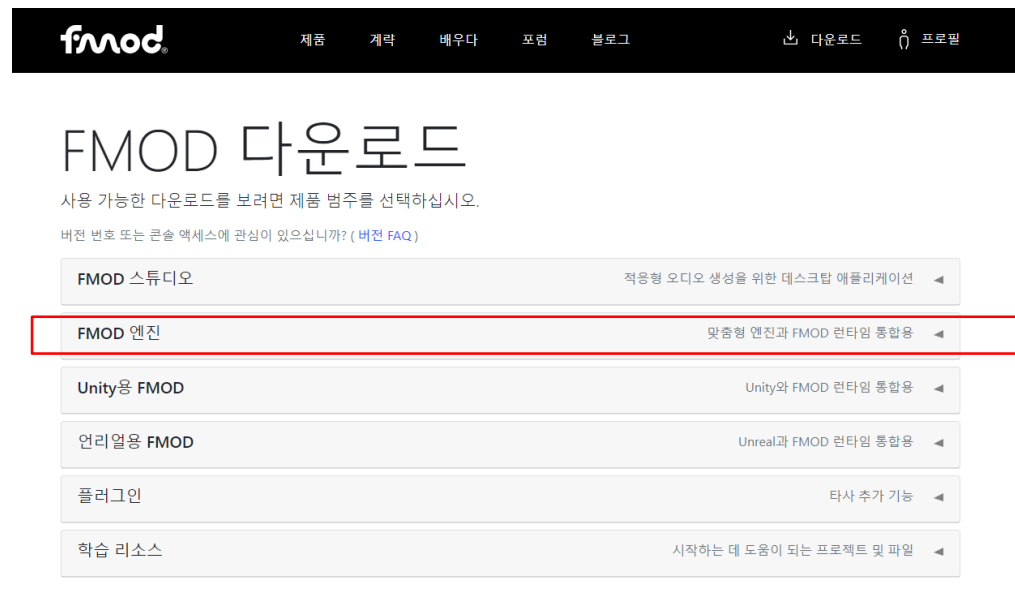 fmod® 제품 계략 배우다 포럼 블로그 다운로드 프로필
FMOD 다운로드
사용 가능한 다운로드를 보려면 제품 범주를 선택하십시오.
버전 번호 또는 콘솔 액세스에 관심이 있으십니까? ( 버전 FAQ )
FMOD 스튜디오 적응형 오디오 생성을 위한 데스크탑 애플리케이션
FMOD 엔진 맞춤형 엔진과 FMOD 런타임 통합용
Unity용 FMOD Unity와 FMOD 런타임 통합용
언리얼용 FMOD Unreal과 FMOD 런타임 통합용
플러그인 타사 추가 기능
학습 리소스 시작하는 데 도움이 되는 프로젝트 및 파일